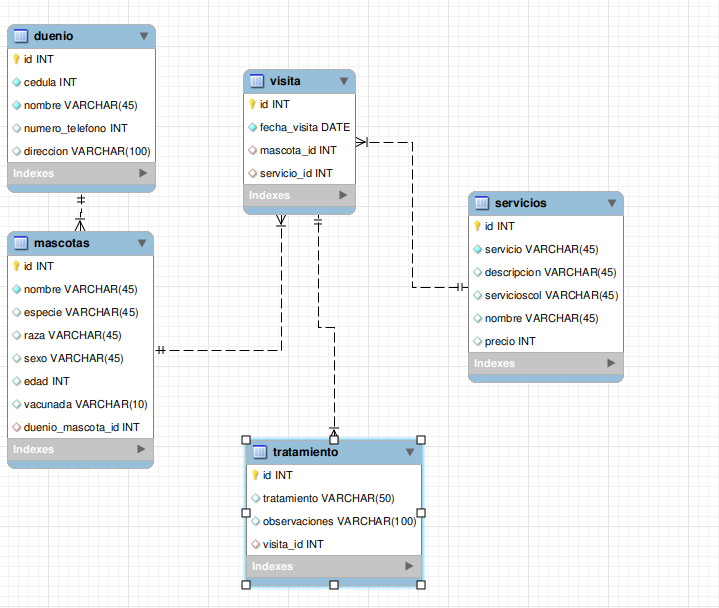 duenio
id INT
cedula INT
nombre VARCHAR(45)
numero_telefono INT
direccion VARCHAR(100)
Indexes
mascotas
id INT
nombre VARCHAR(45)
especie VARCHAR(45)
raza VARCHAR(45)
sexo VARCHAR(45)
edad INT
vacunada VARCHAR(10)
duenio_mascota_id INT
Indexes
visita
id INT
fecha_visita DATE
mascota_id INT
servicio_id INT
Indexes
servicios
id INT
servicio VARCHAR(45)
descripcion VARCHAR(45)
servicioscol VARCHAR(45)
nombre VARCHAR(45)
precio INT
Indexes
tratamiento
id INT
tratamiento VARCHAR(50)
observaciones VARCHAR(100)
visita_id INT
Indexes